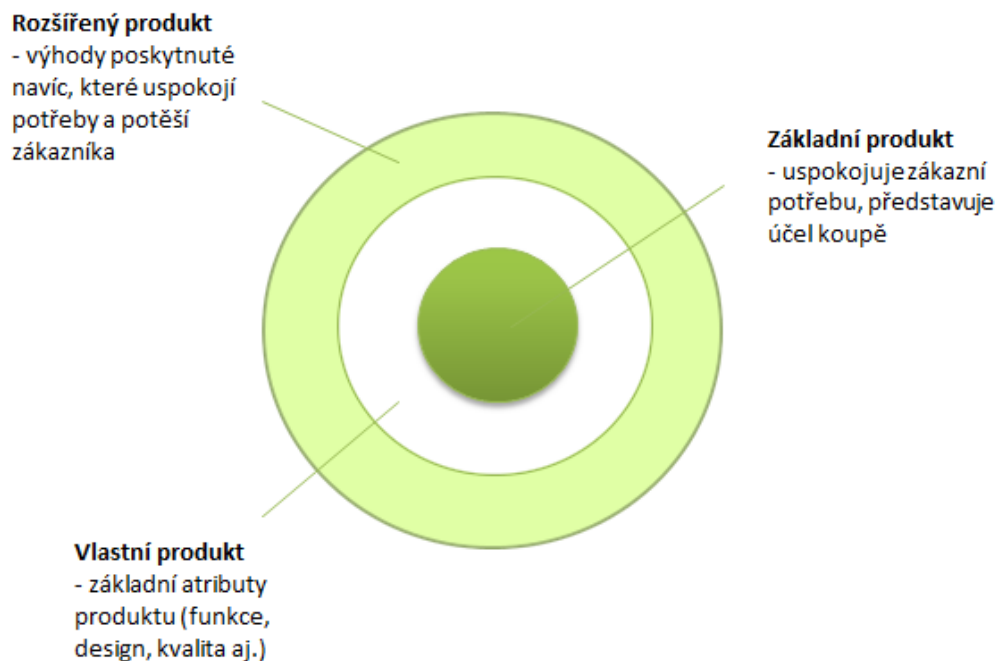 Rozšířený produkt
- výhody poskytnuté
navíc, které uspokojí
potřeby a potěší
zákazníka
Základní produkt
- uspokojuje zákazní
potřebu, představuje
účel koupě
Vlastní produkt
- základní atributy
produktu (funkce,
design, kvalita aj.)